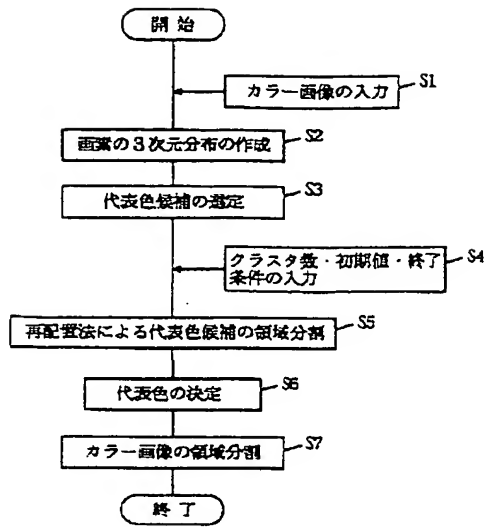 開始
カラー画像の入力
S1
画素の3次元分布の作成
S2
代表色候補の選定
S3
クラスタ数・初期値・終了
条件の入力
S4
再配置法による代表色候補の領域分割
S5
代表色の決定
S6
カラー画像の領域分割
S7
終了